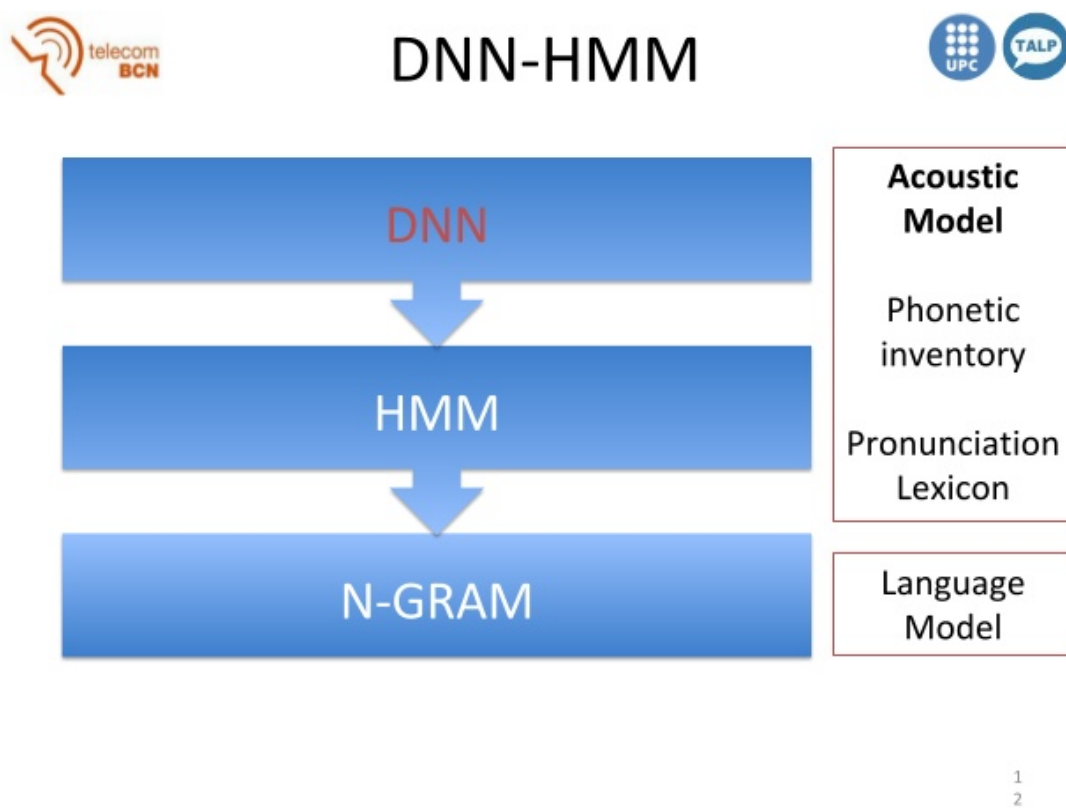 telecom
BCN
DNN-HMM
UPC
TALP
DNN
HMM
N-GRAM
Acoustic
Model
Phonetic
inventory
Pronunciation
Lexicon
Language
Model
1
2